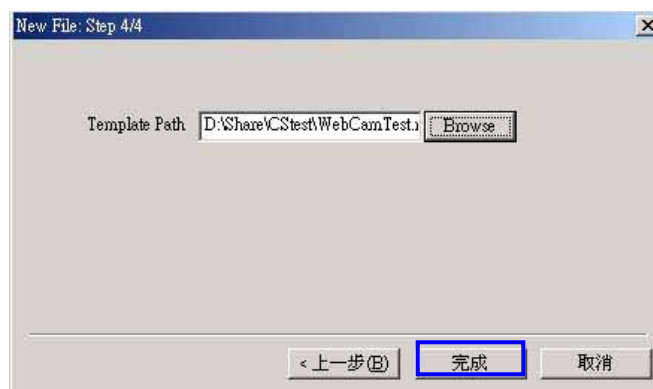 New File: Step 4/4
Template Path D:\Share\CStest\WebCamTest. Browse
<上一步(B) 完成 取消